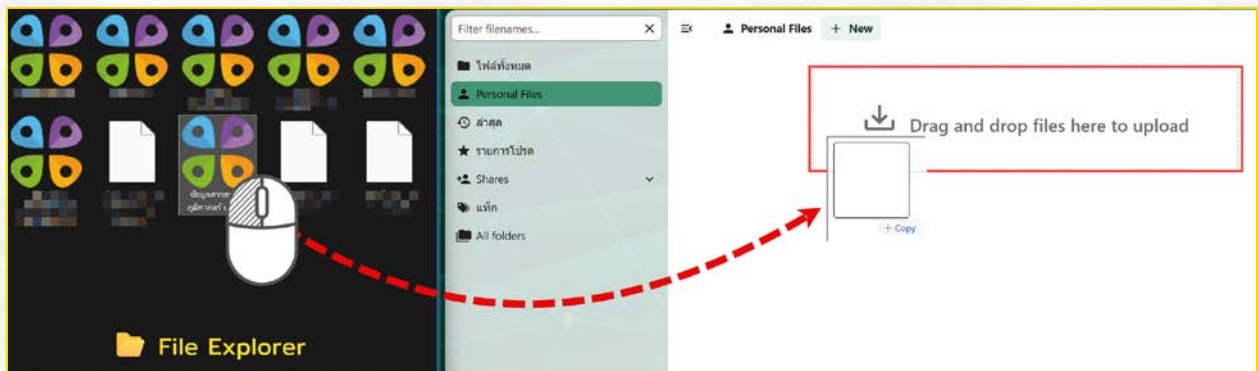 Filter filenames...
Personal Files
+ New
ไฟล์ทั้งหมด
Personal Files
ล่าสุด
รายการโปรด
Shares
แท็ก
All folders
Drag and drop files here to upload
+ Copy
File Explorer